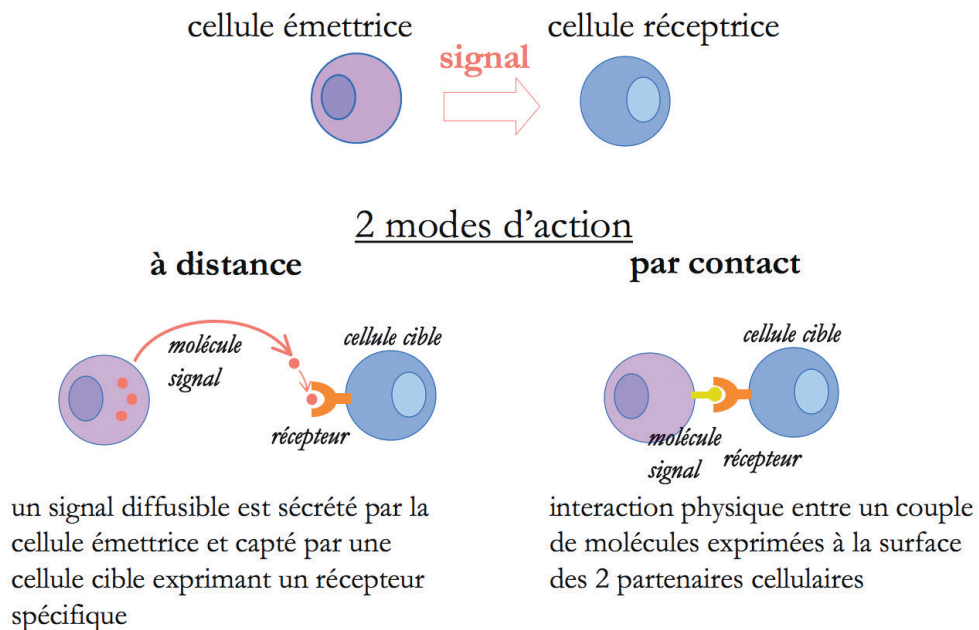 cellule émettrice
cellule réceptrice
signal
2 modes d’action
à distance
par contact
molécule
signal
cellule cible
récepteur
cellule cible
molécule
signal
récepteur
un signal diffusible est sécrété par la
cellule émettrice et capté par une
cellule cible exprimant un récepteur
spécifique
interaction physique entre un couple
de molécules exprimées à la surface
des 2 partenaires cellulaires